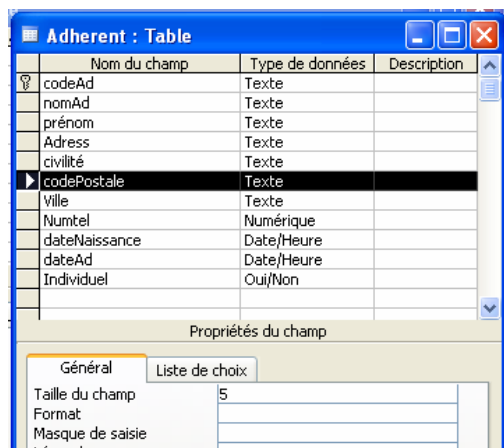 Adherent : Table
Nom du champ Type de données Description
codeAd Texte
nomAd Texte
prénom Texte
Adress Texte
civilité Texte
codePostale Texte
Ville Texte
Numtel Numérique
dateNaissance Date/Heure
dateAd Date/Heure
Individuel Oui/Non
Propriétés du champ
Général Liste de choix
Taille du champ 5
Format
Masque de saisie